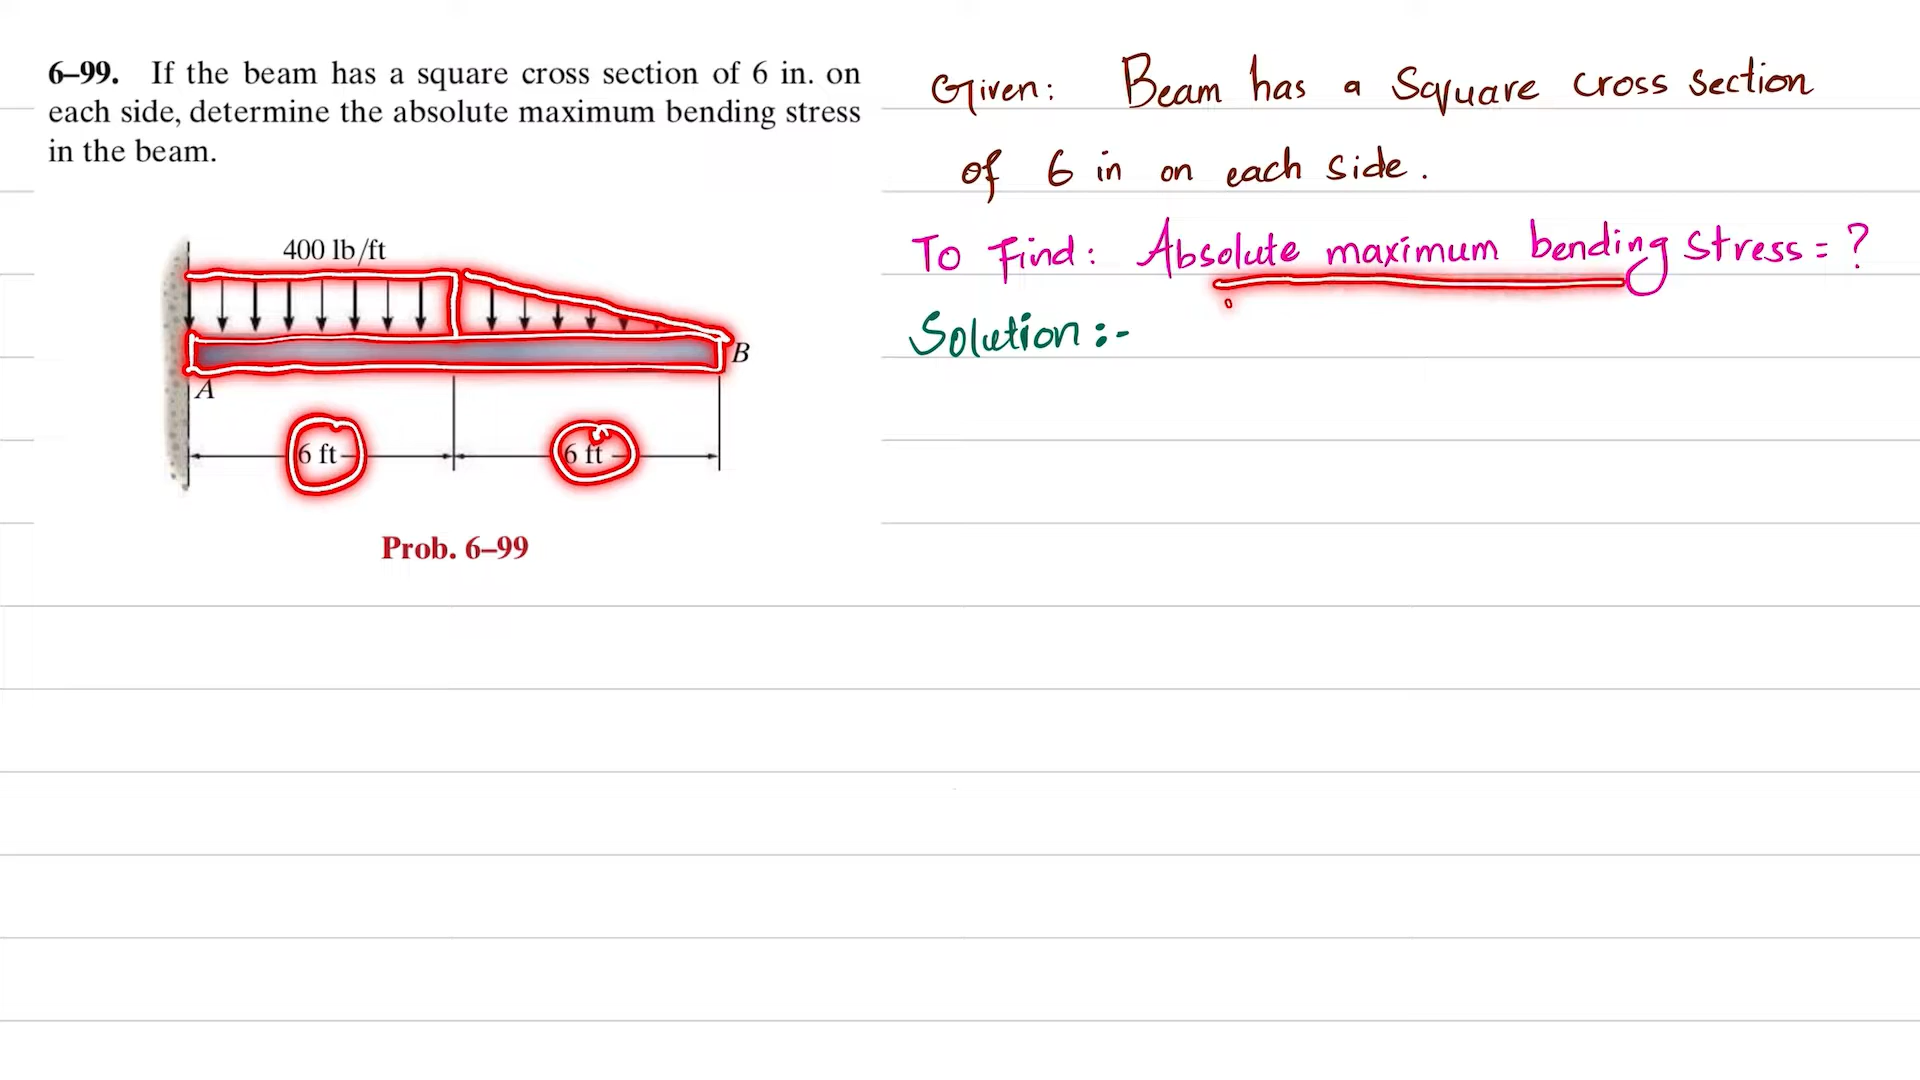 6–99. If the beam has a square cross section of 6 in. on
each side, determine the absolute maximum bending stress
in the beam.
400 lb/ft
A
B
6 ft
6 ft
Prob. 6–99
Given: Beam has a Square cross section
of 6 in on each side.
To Find: Absolute maximum bending stress = ?
Solution :-